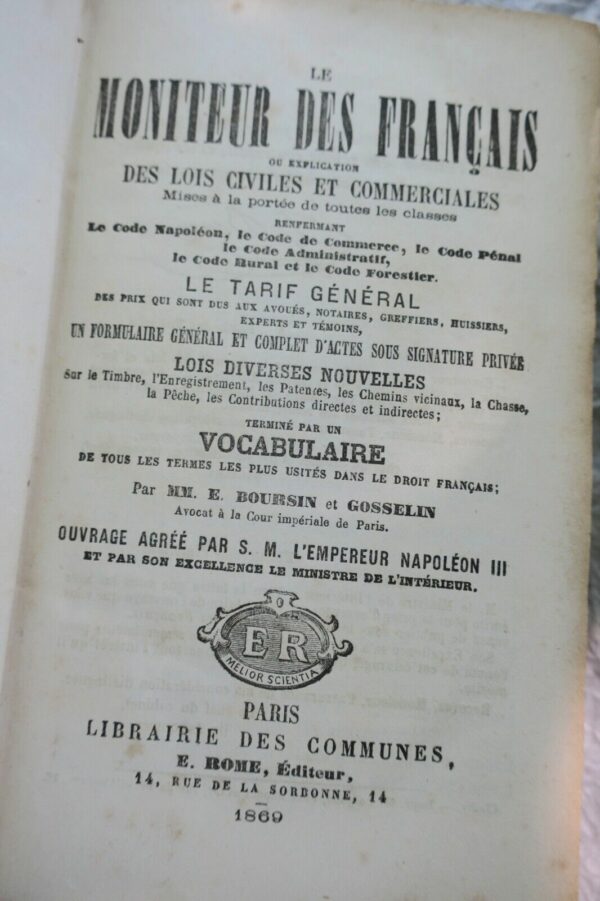 LE
MONITEUR DES FRANÇAIS
OU EXPLICATION
DES LOIS CIVILES ET COMMERCIALES
Mises à la portée de toutes les classes
RENFERMANT
Le Code Napoléon, le Code de Commerce, le Code Pénal
le Code Administratif,
le Code Rural et le Code Forestier.
LE TARIF GÉNÉRAL
DES PRIX QUI SONT DUS AUX AVOUÉS, NOTAIRES, GREFFIERS, HUISSIERS,
EXPERTS ET TÉMOINS,
UN FORMULAIRE GÉNÉRAL ET COMPLET D'ACTES SOUS SIGNATURE PRIVÉE
LOIS DIVERSES NOUVELLES
Sur le Timbre, l'Enregistrement, les Patentes, les Chemins vicinaux, la Chasse,
la Pêche, les Contributions directes et indirectes;
TERMINÉ PAR UN
VOCABULAIRE
DE TOUS LES TERMES LES PLUS USITÉS DANS LE DROIT FRANÇAIS;
Par MM. E. BOURSIN et GOSSELIN
Avocat à la Cour impériale de Paris.
OUVRAGE AGRÉÉ PAR S. M. L'EMPEREUR NAPOLÉON III
ET PAR SON EXCELLENCE LE MINISTRE DE L'INTÉRIEUR.
ER
MELIOR SCIENTIA
PARIS
LIBRAIRIE DES COMMUNES,
E. ROME, Éditeur,
14, RUE DE LA SORBONNE, 14
1869